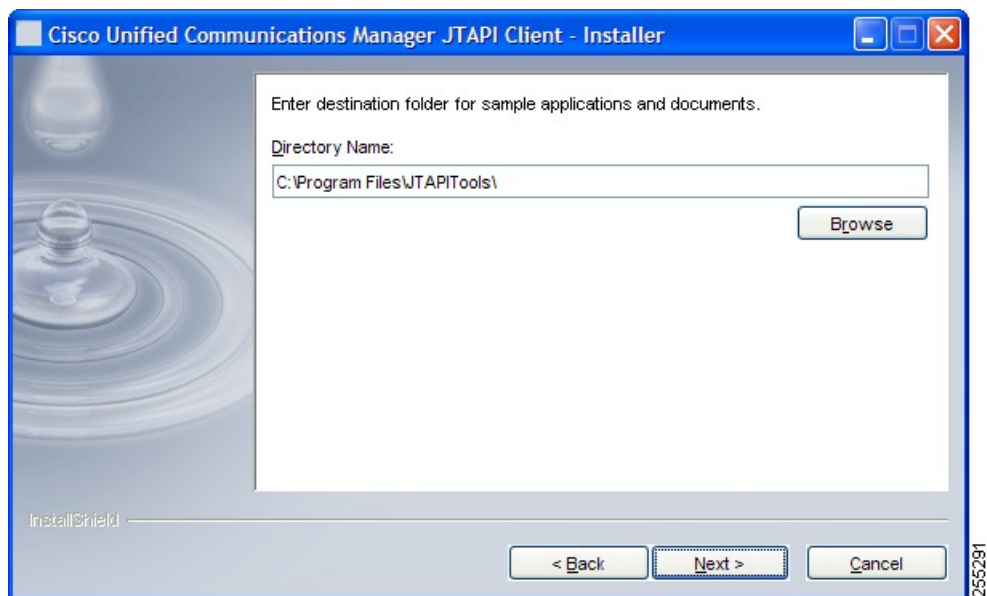 Cisco Unified Communications Manager JTAPI Client - Installer
Enter destination folder for sample applications and documents.
Directory Name:
C:\Program Files\JTAPITools\
Browse
InstallShield
< Back
Next >
Cancel
255291